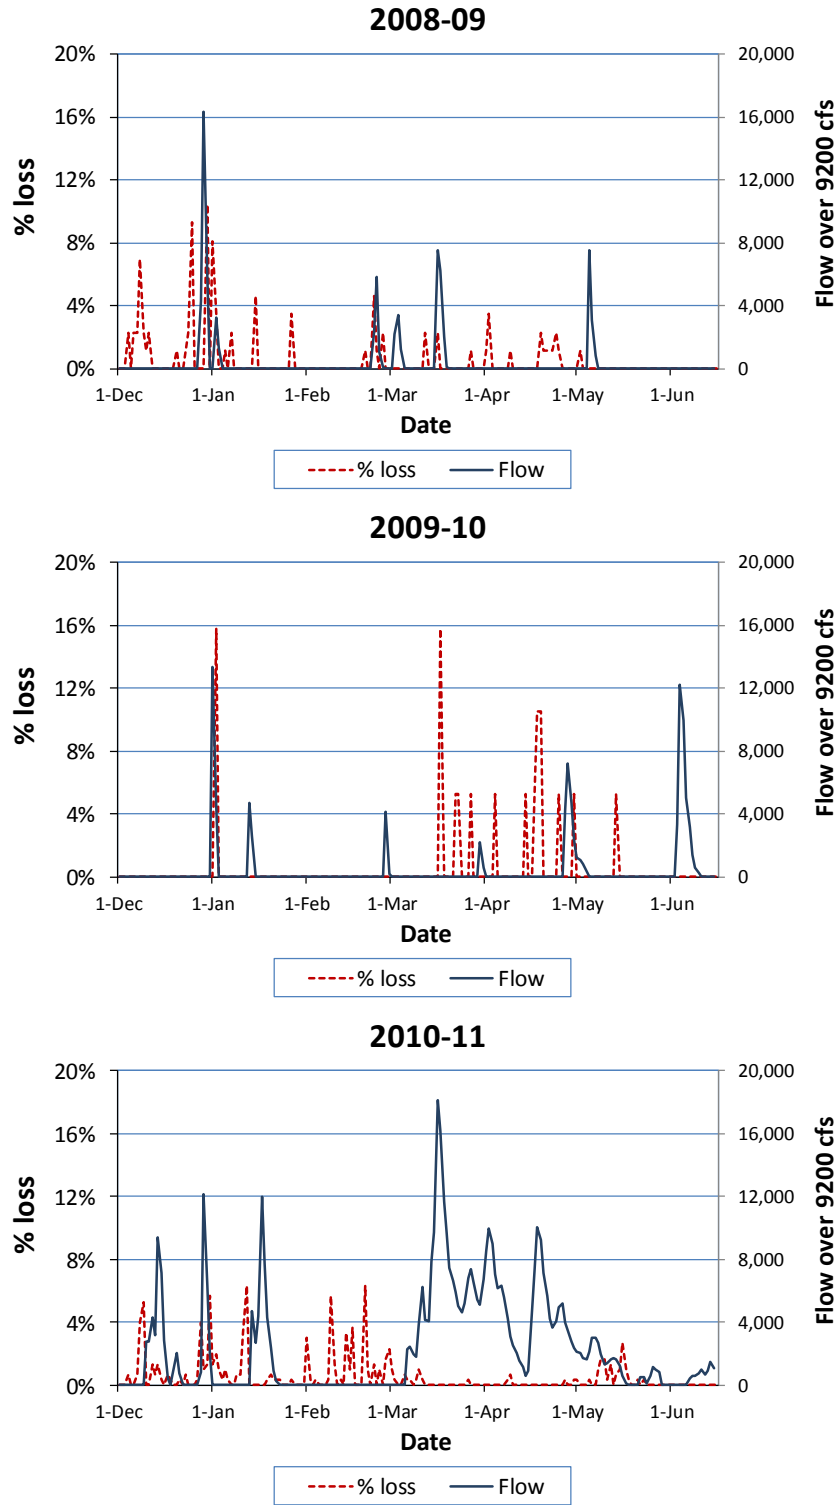 2008-09
20% 20,000
16% 16,000
12% 12,000
8% 8,000
4% 4,000
0% 0
% loss
Flow over 9200 cfs
1-Dec 1-Jan 1-Feb 1-Mar 1-Apr 1-May 1-Jun
Date
% loss Flow
2009-10
20% 20,000
16% 16,000
12% 12,000
8% 8,000
4% 4,000
0% 0
% loss
Flow over 9200 cfs
1-Dec 1-Jan 1-Feb 1-Mar 1-Apr 1-May 1-Jun
Date
% loss Flow
2010-11
20% 20,000
16% 16,000
12% 12,000
8% 8,000
4% 4,000
0% 0
% loss
Flow over 9200 cfs
1-Dec 1-Jan 1-Feb 1-Mar 1-Apr 1-May 1-Jun
Date
% loss Flow